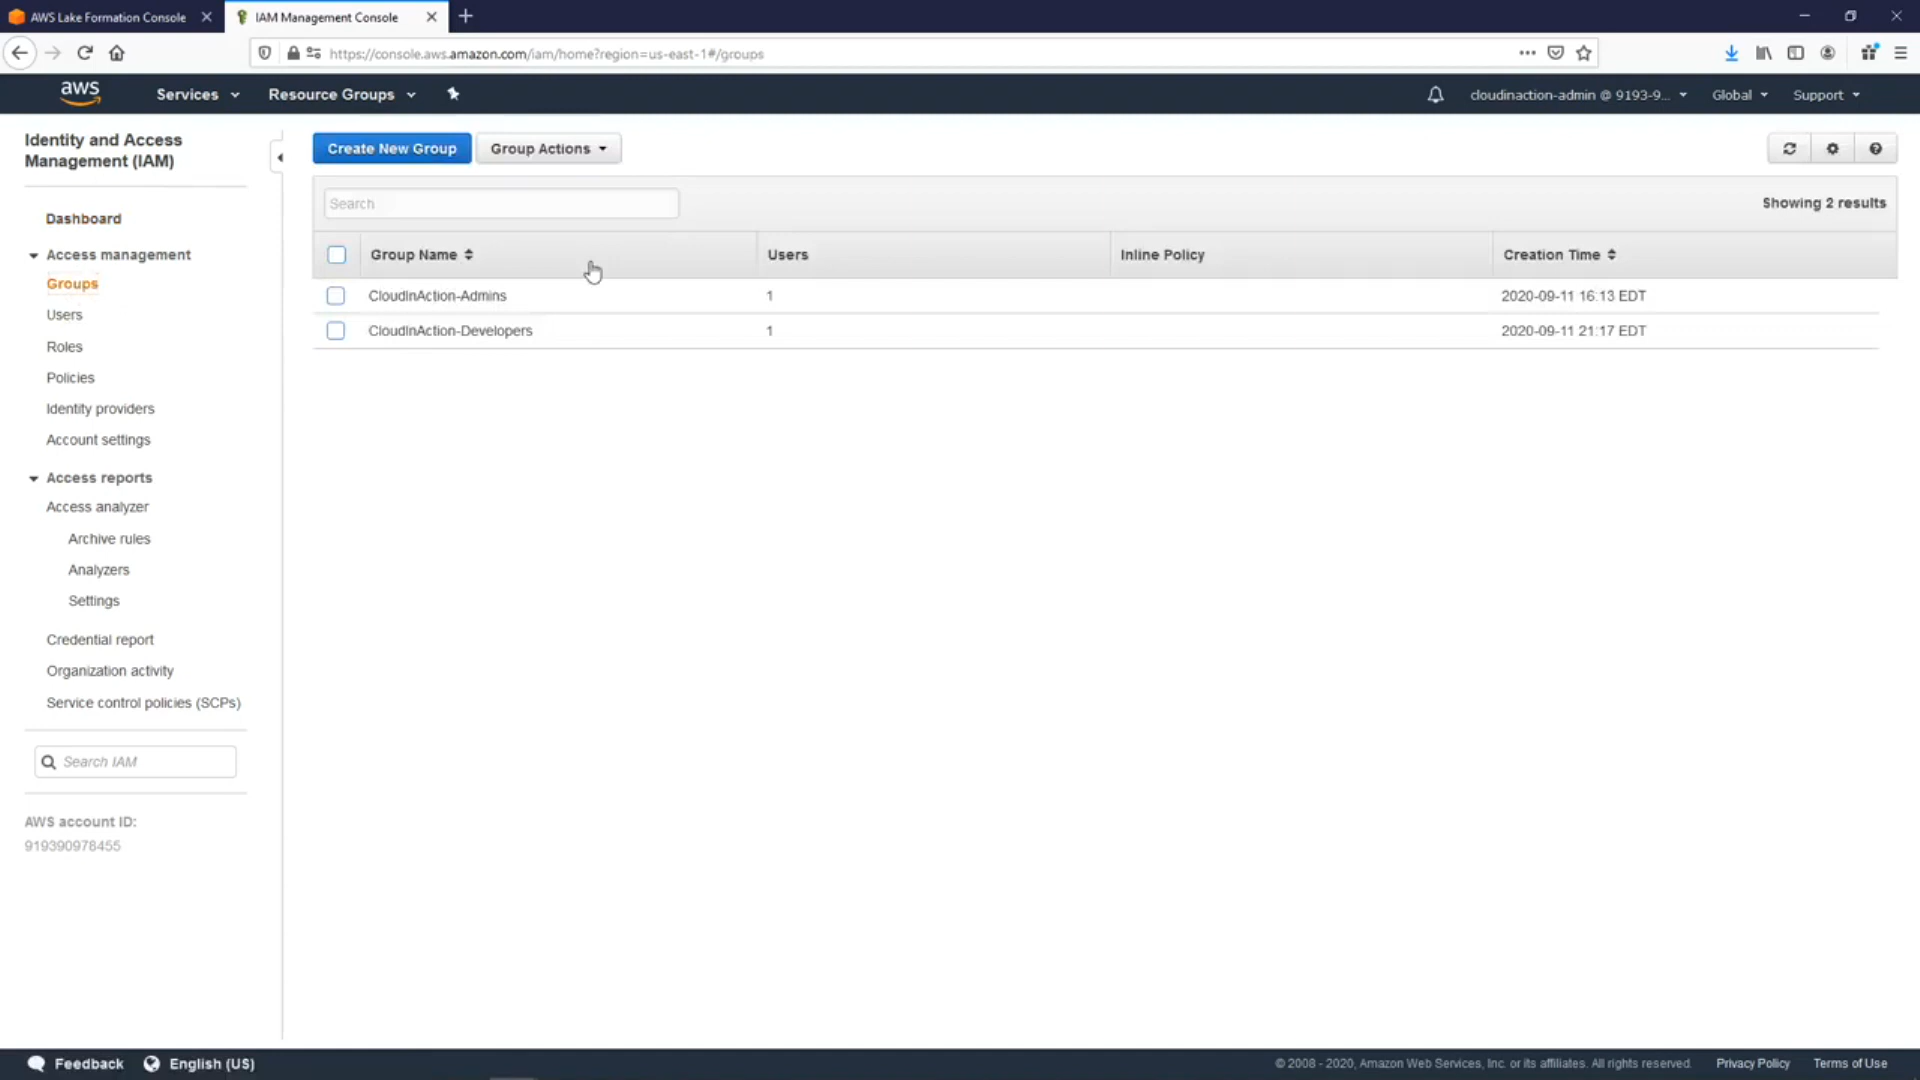 AWS Lake Formation Console
IAM Management Console
https://console.aws.amazon.com/iam/home?region=us-east-1#/groups
aws
Services
Resource Groups
cloudinaction-admin @ 9193-9...
Global
Support
Identity and Access
Management (IAM)
Dashboard
Access management
Groups
Users
Roles
Policies
Identity providers
Account settings
Access reports
Access analyzer
Archive rules
Analyzers
Settings
Credential report
Organization activity
Service control policies (SCPs)
Search IAM
AWS account ID:
919390978455
Create New Group
Group Actions
Search
Showing 2 results
Group Name
Users
Inline Policy
Creation Time
CloudInAction-Admins
1
2020-09-11 16:13 EDT
CloudInAction-Developers
1
2020-09-11 21:17 EDT
Feedback
English (US)
© 2008 - 2020, Amazon Web Services, Inc. or its affiliates. All rights reserved.
Privacy Policy
Terms of Use